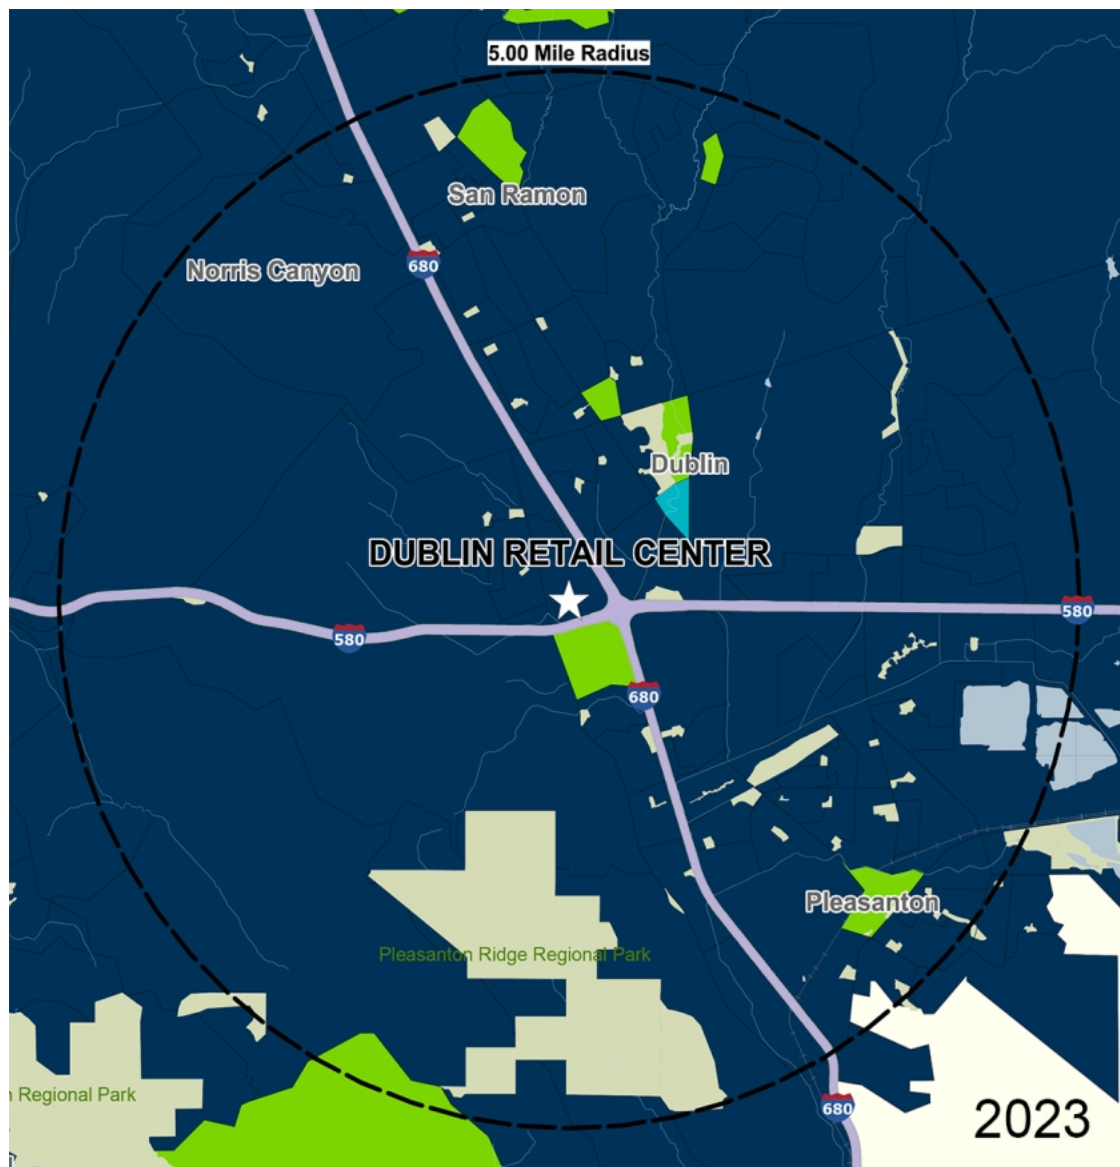 5.00 Mile Radius
San Ramon
Norris Canyon
680
Dublin
DUBLIN RETAIL CENTER
580
580
680
Pleasanton
Pleasanton Ridge Regional Park
Regional Park
680
2023